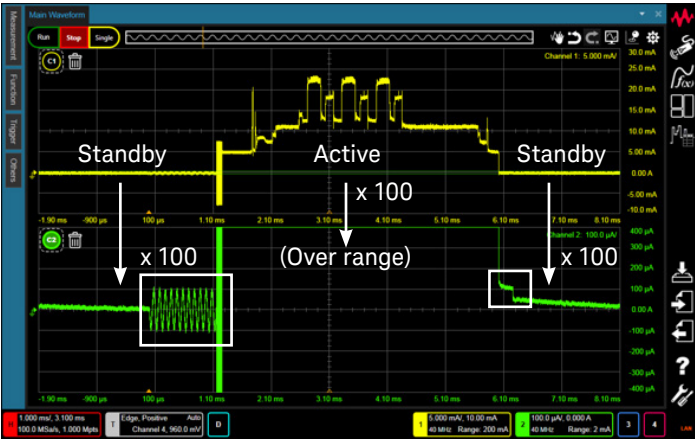 Main Waveform
Measurement
Function
Trigger
Others
Run
Stop
Single
C1
Channel 1: 5.000 mA/
30.0 mA
25.0 mA
20.0 mA
15.0 mA
10.0 mA
5.00 mA
0.00 A
-5.00 mA
-10.0 mA
Standby
Active
Standby
x 100
-1.90 ms -900 µs 100 µs 1.10 ms 2.10 ms 3.10 ms 4.10 ms 5.10 ms 6.10 ms 7.10 ms 8.10 ms
C2
Channel 2: 100.0 µA/
x 100
(Over range)
x 100
400 µA
300 µA
200 µA
100 µA
0.00 A
-100 µA
-200 µA
-300 µA
-400 µA
-1.90 ms -900 µs 100 µs 1.10 ms 2.10 ms 3.10 ms 4.10 ms 5.10 ms 6.10 ms 7.10 ms 8.10 ms
f(x)
?
H
1.000 ms/, 3.100 ms
100.0 MSa/s, 1.000 Mpts
T
Edge, Positive Auto
Channel 4, 960.0 mV
D
1
5.000 mA/, 10.00 mA
40 MHz Range: 200 mA
2
100.0 µA/, 0.000 A
40 MHz Range: 2 mA
3
4
LAN